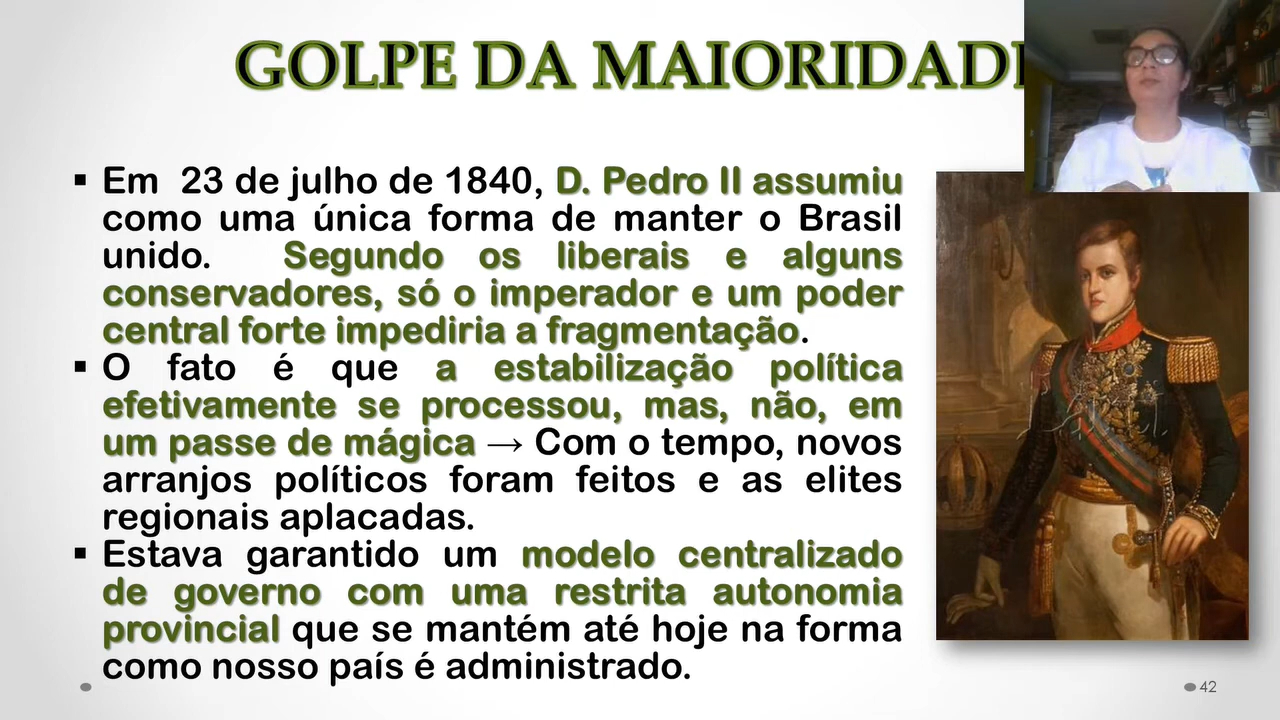 GOLPE DA MAIORIDAD
▪ Em 23 de julho de 1840, D. Pedro II assumiu
como uma única forma de manter o Brasil
unido. Segundo os liberais e alguns
conservadores, só o imperador e um poder
central forte impediria a fragmentação.
▪ O fato é que a estabilização política
efetivamente se processou, mas, não, em
um passe de mágica → Com o tempo, novos
arranjos políticos foram feitos e as elites
regionais aplacadas.
▪ Estava garantido um modelo centralizado
de governo com uma restrita autonomia
provincial que se mantém até hoje na forma
como nosso país é administrado.
42